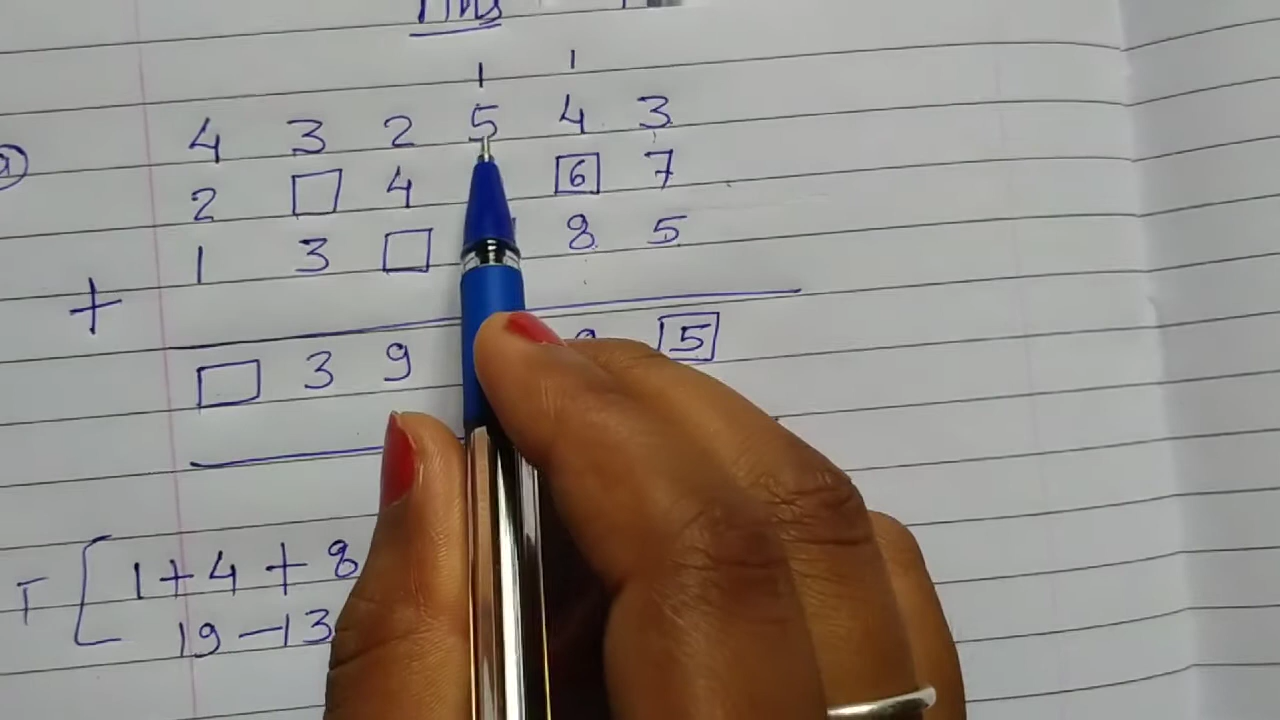 Ans
1 1
a 4 3 2 5 4 3
2 □ 4 6 7
+ 1 3 □ 8 5
□ 3 9 5
T [ 1 + 4 + 8
19 - 13